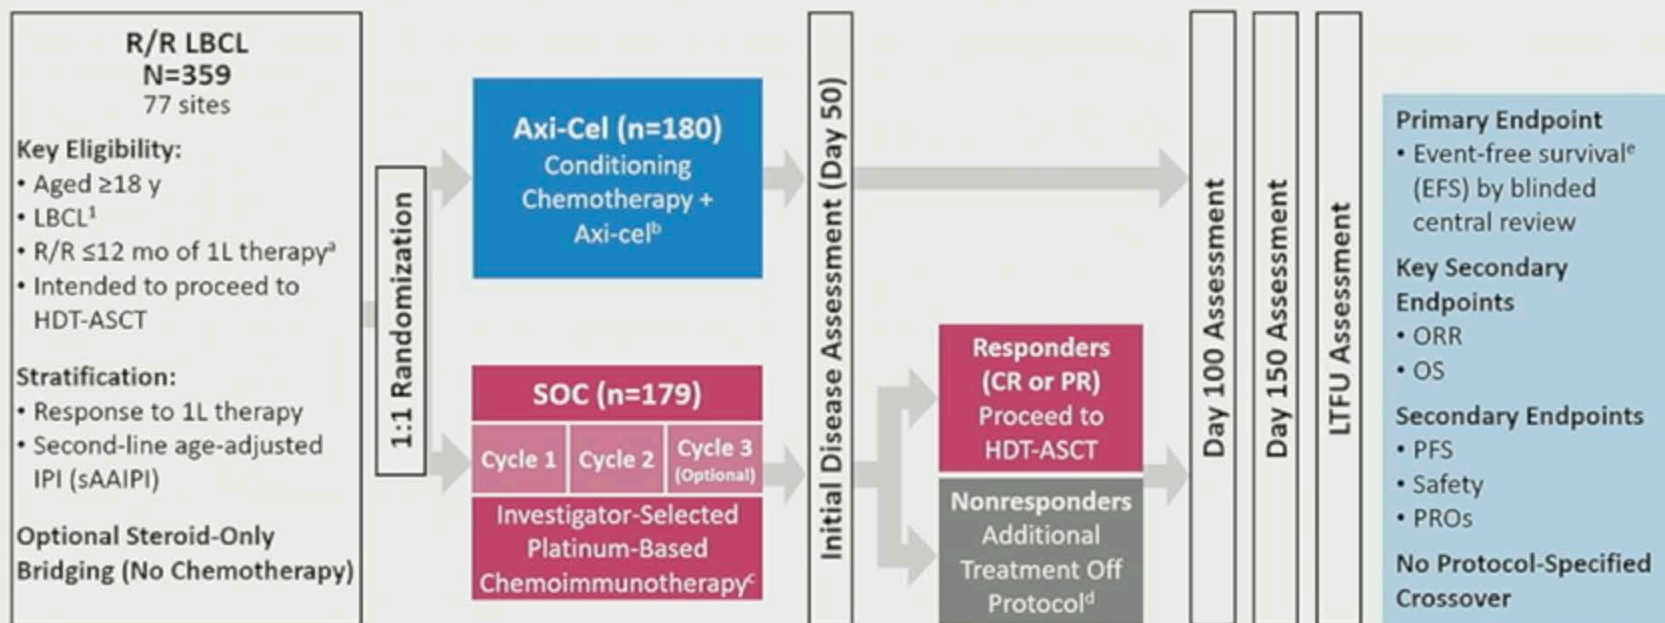 R/R LBCL
N=359
77 sites
Key Eligibility:
• Aged ≥18 y
• LBCL¹
• R/R ≤12 mo of 1L therapyᵃ
• Intended to proceed to
HDT-ASCT
Stratification:
• Response to 1L therapy
• Second-line age-adjusted
IPI (sAAIPI)
Optional Steroid-Only
Bridging (No Chemotherapy)
1:1 Randomization
Axi-Cel (n=180)
Conditioning
Chemotherapy +
Axi-celᵇ
SOC (n=179)
Cycle 1
Cycle 2
Cycle 3
(Optional)
Investigator-Selected
Platinum-Based
Chemoimmunotherapyᶜ
Initial Disease Assessment (Day 50)
Responders
(CR or PR)
Proceed to
HDT-ASCT
Nonresponders
Additional
Treatment Off
Protocolᵈ
Day 100 Assessment
Day 150 Assessment
LTFU Assessment
Primary Endpoint
• Event-free survivalᵉ
(EFS) by blinded
central review
Key Secondary
Endpoints
• ORR
• OS
Secondary Endpoints
• PFS
• Safety
• PROs
No Protocol-Specified
Crossover